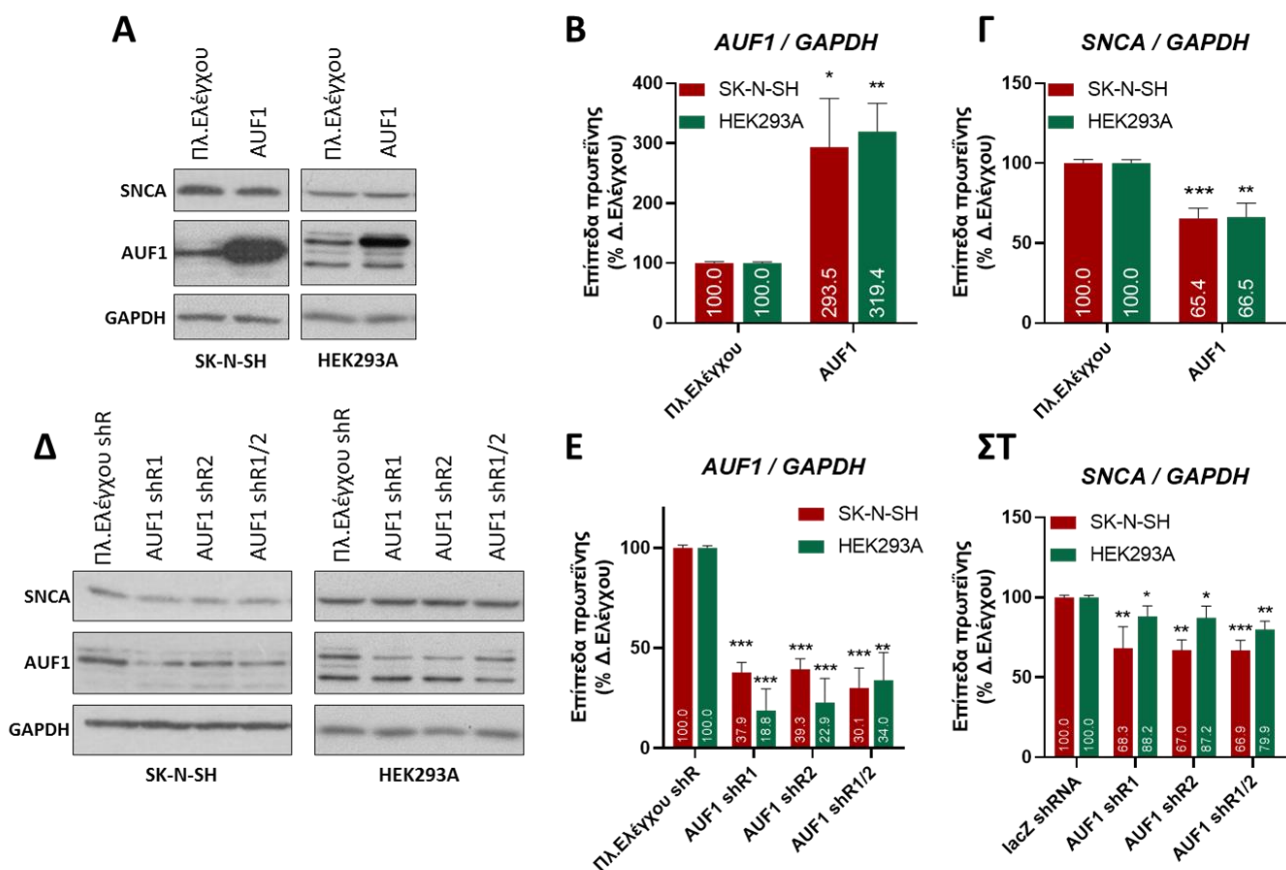 Α
Πλ.Ελέγχου
AUF1
Πλ.Ελέγχου
AUF1
SNCA
AUF1
GAPDH
SK-N-SH
HEK293A
Β
AUF1 / GAPDH
Επίπεδα πρωτεΐνης
(% Δ.Ελέγχου)
400
300
200
100
0
SK-N-SH
HEK293A
*
**
100.0
100.0
293.5
319.4
Πλ.Ελέγχου
AUF1
Γ
SNCA / GAPDH
Επίπεδα πρωτεΐνης
(% Δ.Ελέγχου)
150
100
50
0
SK-N-SH
HEK293A
***
**
100.0
100.0
65.4
66.5
Πλ.Ελέγχου
AUF1
Δ
Πλ.Ελέγχου shR
AUF1 shR1
AUF1 shR2
AUF1 shR1/2
Πλ.Ελέγχου shR
AUF1 shR1
AUF1 shR2
AUF1 shR1/2
SNCA
AUF1
GAPDH
SK-N-SH
HEK293A
Ε
AUF1 / GAPDH
Επίπεδα πρωτεΐνης
(% Δ.Ελέγχου)
100
50
0
SK-N-SH
HEK293A
***
***
***
***
***
**
100.0
100.0
37.9
18.8
39.3
22.9
30.1
34.0
Πλ.Ελέγχου shR
AUF1 shR1
AUF1 shR2
AUF1 shR1/2
ΣΤ
SNCA / GAPDH
Επίπεδα πρωτεΐνης
(% Δ.Ελέγχου)
150
100
50
0
SK-N-SH
HEK293A
**
*
**
*
***
**
100.0
100.0
68.3
88.2
67.0
87.2
66.9
79.9
lacZ shRNA
AUF1 shR1
AUF1 shR2
AUF1 shR1/2